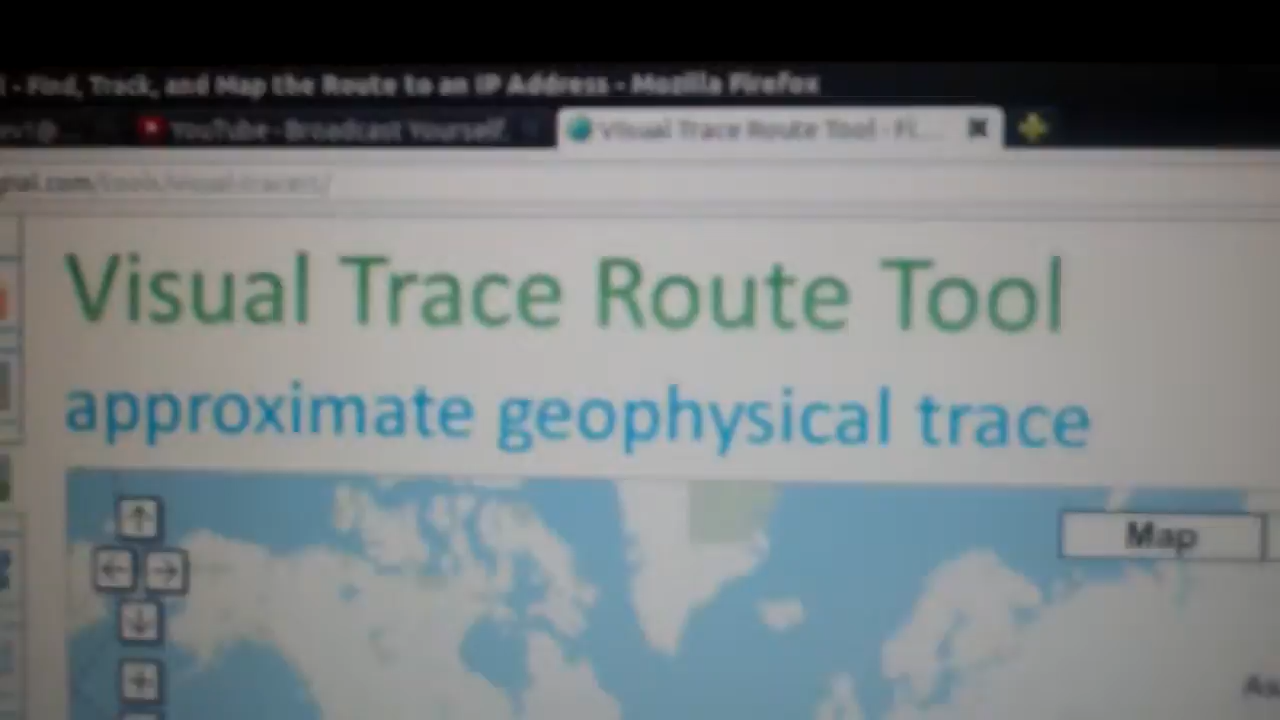 - Find, Track, and Map the Route to an IP Address - Mozilla Firefox
YouTube - Broadcast Yourself.
Visual Trace Route Tool - Fi...
Visual Trace Route Tool
approximate geophysical trace
Map